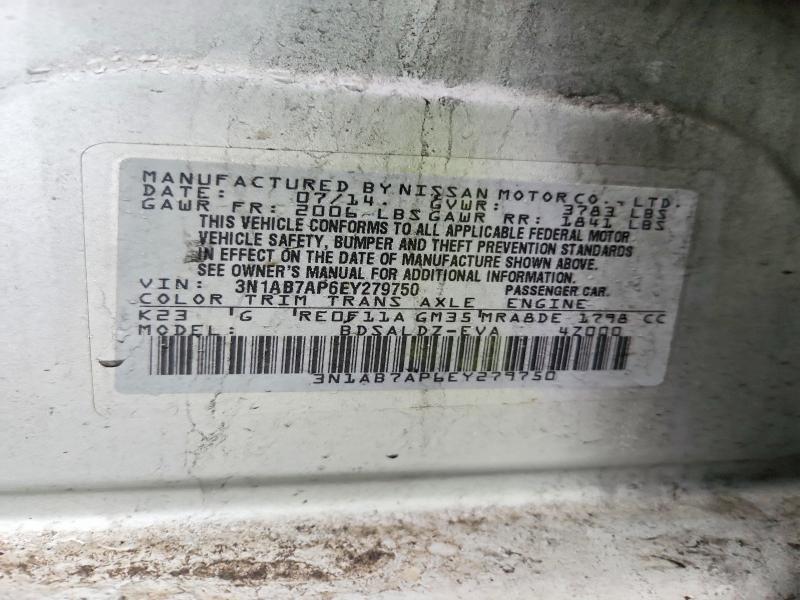 MANUFACTURED BY NISSAN MOTOR CO., LTD.
DATE: 07/14. GVWR: 3783 LBS
GAWR FR: 2006 LBS GAWR RR: 1841 LBS
THIS VEHICLE CONFORMS TO ALL APPLICABLE FEDERAL MOTOR
VEHICLE SAFETY, BUMPER AND THEFT PREVENTION STANDARDS
IN EFFECT ON THE DATE OF MANUFACTURE SHOWN ABOVE.
SEE OWNER'S MANUAL FOR ADDITIONAL INFORMATION.
VIN: 3N1AB7AP6EY279750 PASSENGER CAR.
COLOR TRIM TRANS AXLE ENGINE
K23 'G 'RE0F11A GM35 'MRA8DE 1798 CC
MODEL: BDSALDZ-EVA 47000
3N1AB7AP6EY279750